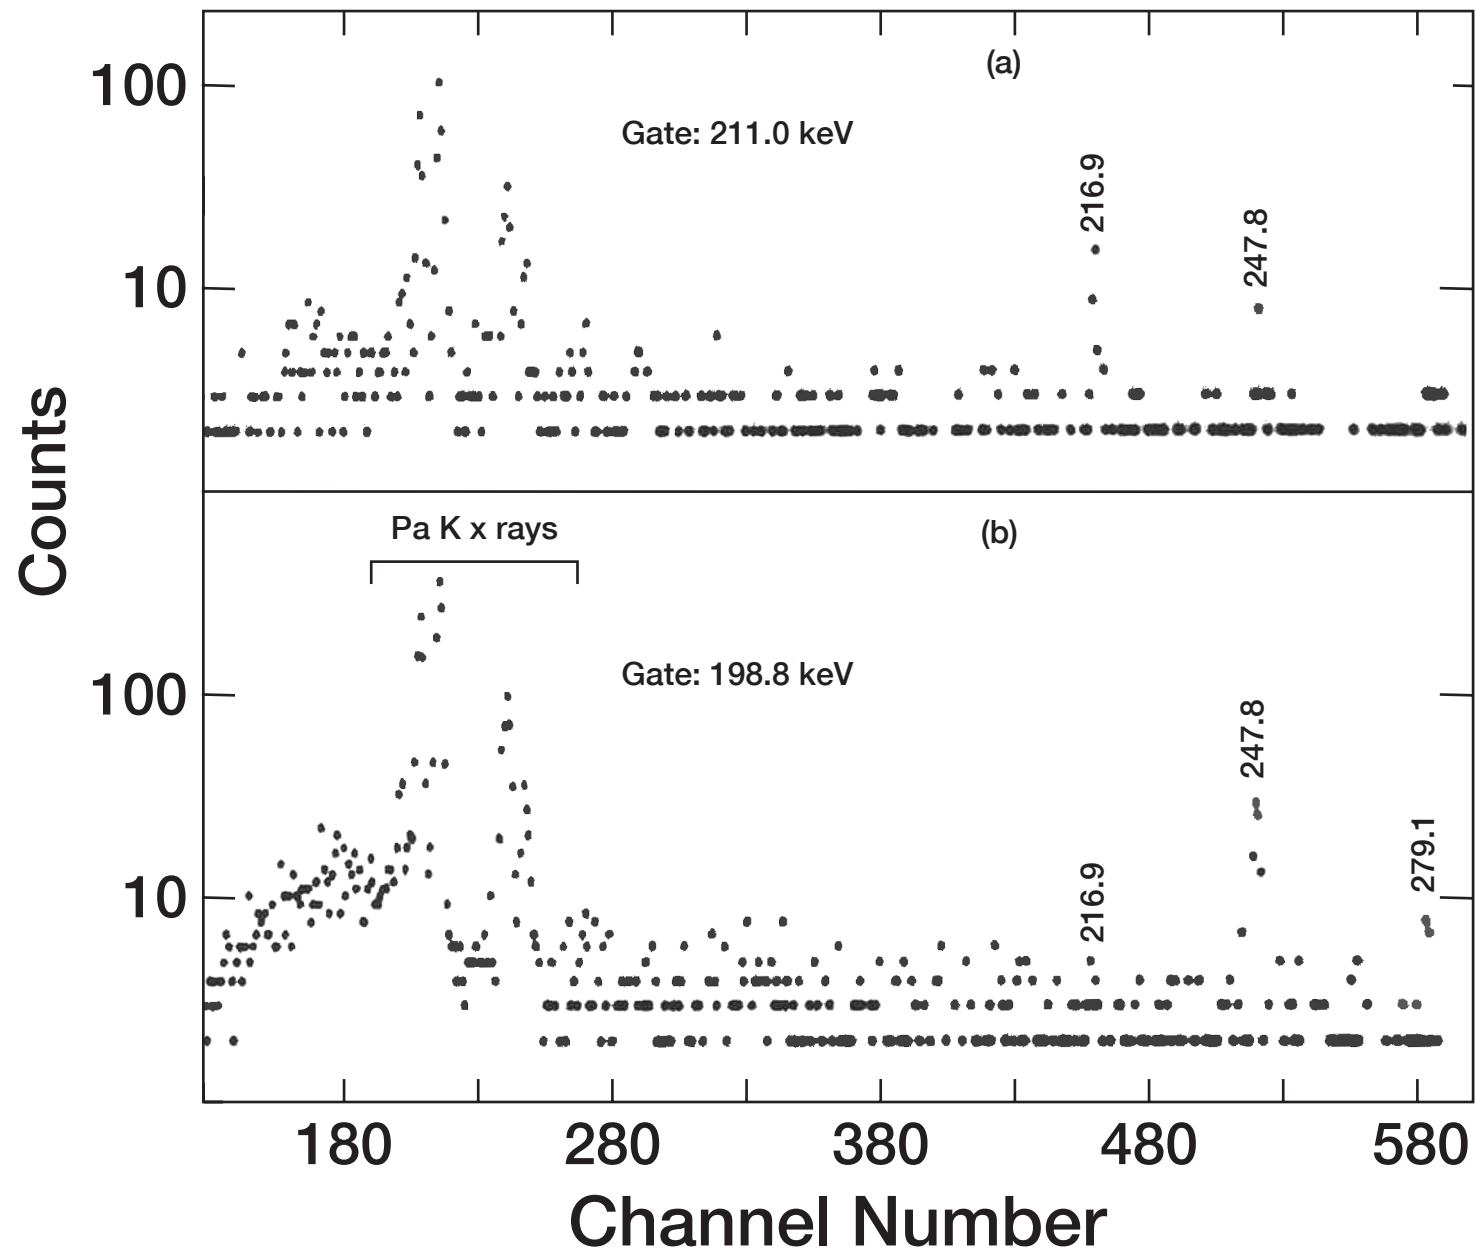 (a)
100
Gate: 211.0 keV
216.9
247.8
10
Counts
Pa K x rays
(b)
Gate: 198.8 keV
100
247.8
279.1
216.9
10
180 280 380 480 580
Channel Number